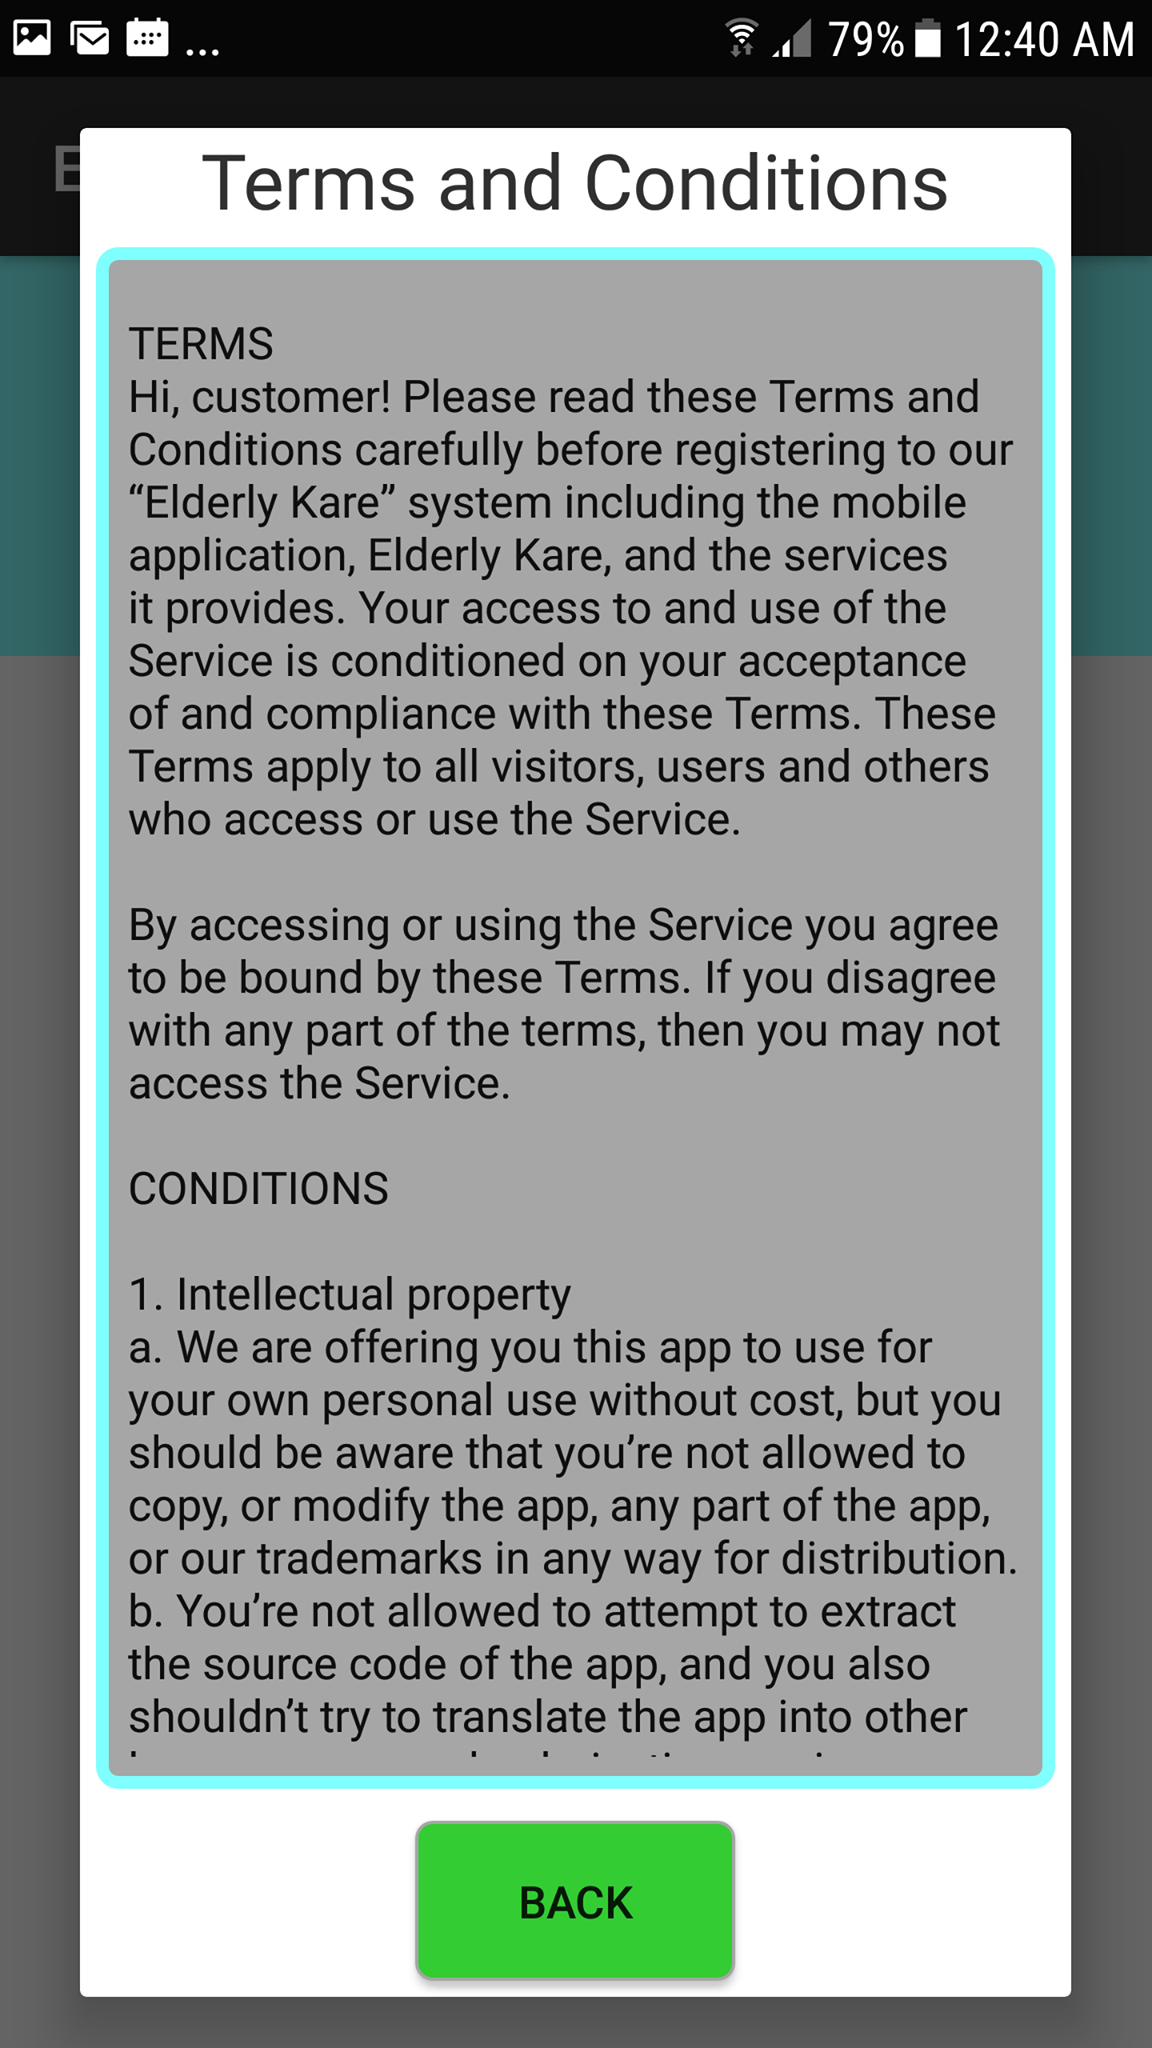 ... 79% 12:40 AM
E
Terms and Conditions
TERMS
Hi, customer! Please read these Terms and
Conditions carefully before registering to our
“Elderly Kare” system including the mobile
application, Elderly Kare, and the services
it provides. Your access to and use of the
Service is conditioned on your acceptance
of and compliance with these Terms. These
Terms apply to all visitors, users and others
who access or use the Service.
By accessing or using the Service you agree
to be bound by these Terms. If you disagree
with any part of the terms, then you may not
access the Service.
CONDITIONS
1. Intellectual property
a. We are offering you this app to use for
your own personal use without cost, but you
should be aware that you’re not allowed to
copy, or modify the app, any part of the app,
or our trademarks in any way for distribution.
b. You’re not allowed to attempt to extract
the source code of the app, and you also
shouldn’t try to translate the app into other
BACK